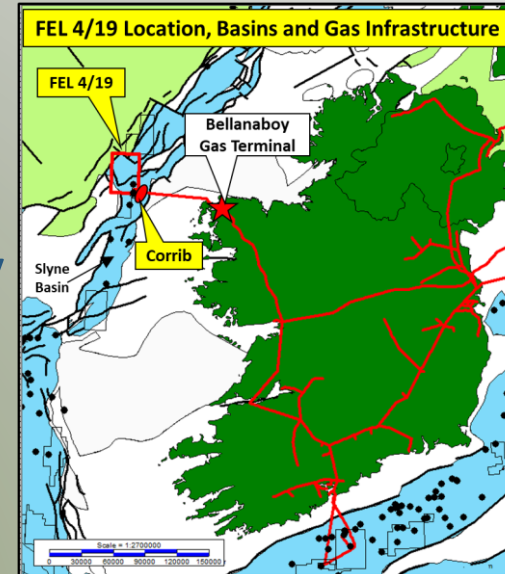 FEL 4/19 Location, Basins and Gas Infrastructure
FEL 4/19
Bellanaboy
Gas Terminal
Corrib
Slyne
Basin
Scale = 1:2700000
0 30000 60000 90000 120000 150000